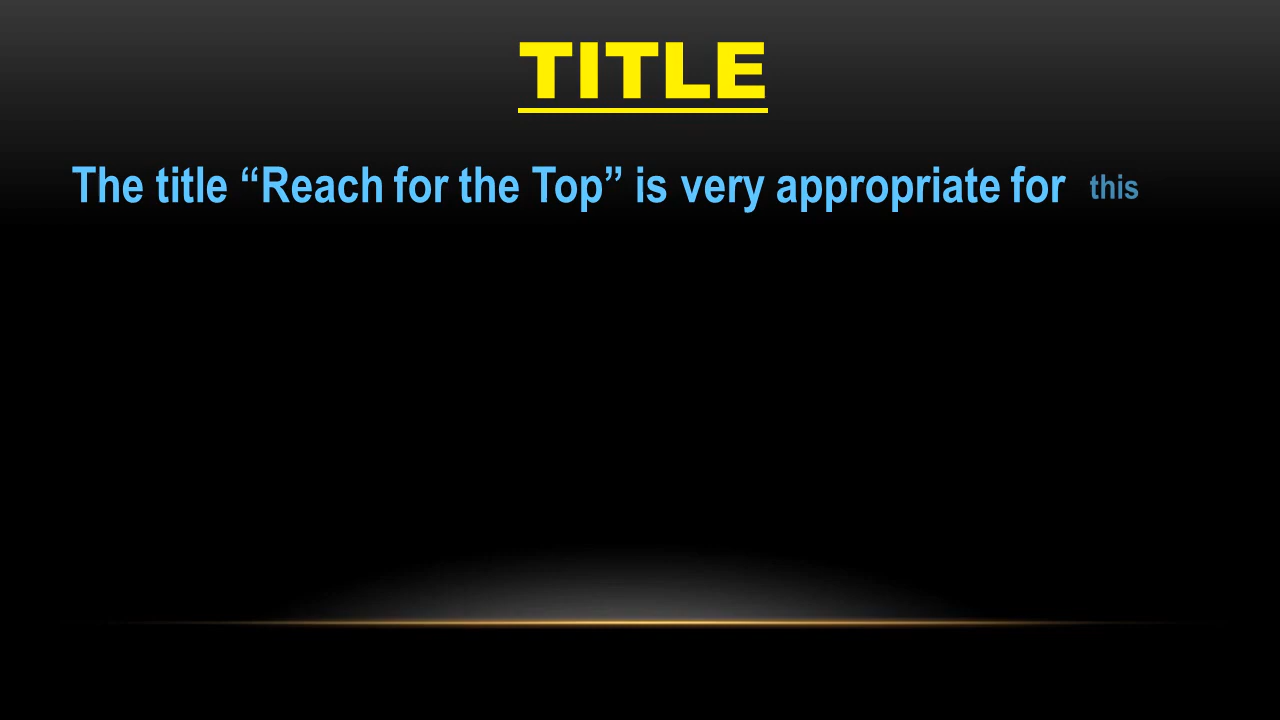 TITLE
The title “Reach for the Top” is very appropriate for this